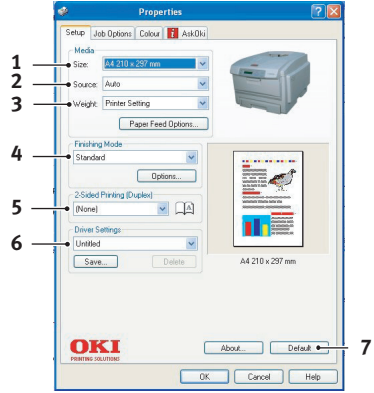 Properties
Setup Job Options Colour AskOki
Media
1 Size: A4 210 x 297 mm
2 Source: Auto
3 Weight: Printer Setting
Paper Feed Options...
Finishing Mode
4 Standard
Options...
2-Sided Printing (Duplex)
5 (None) A
Driver Settings
6 Untitled
Save... Delete
A4 210 x 297 mm
OKI
PRINTING SOLUTIONS
About... Default 7
OK Cancel Help